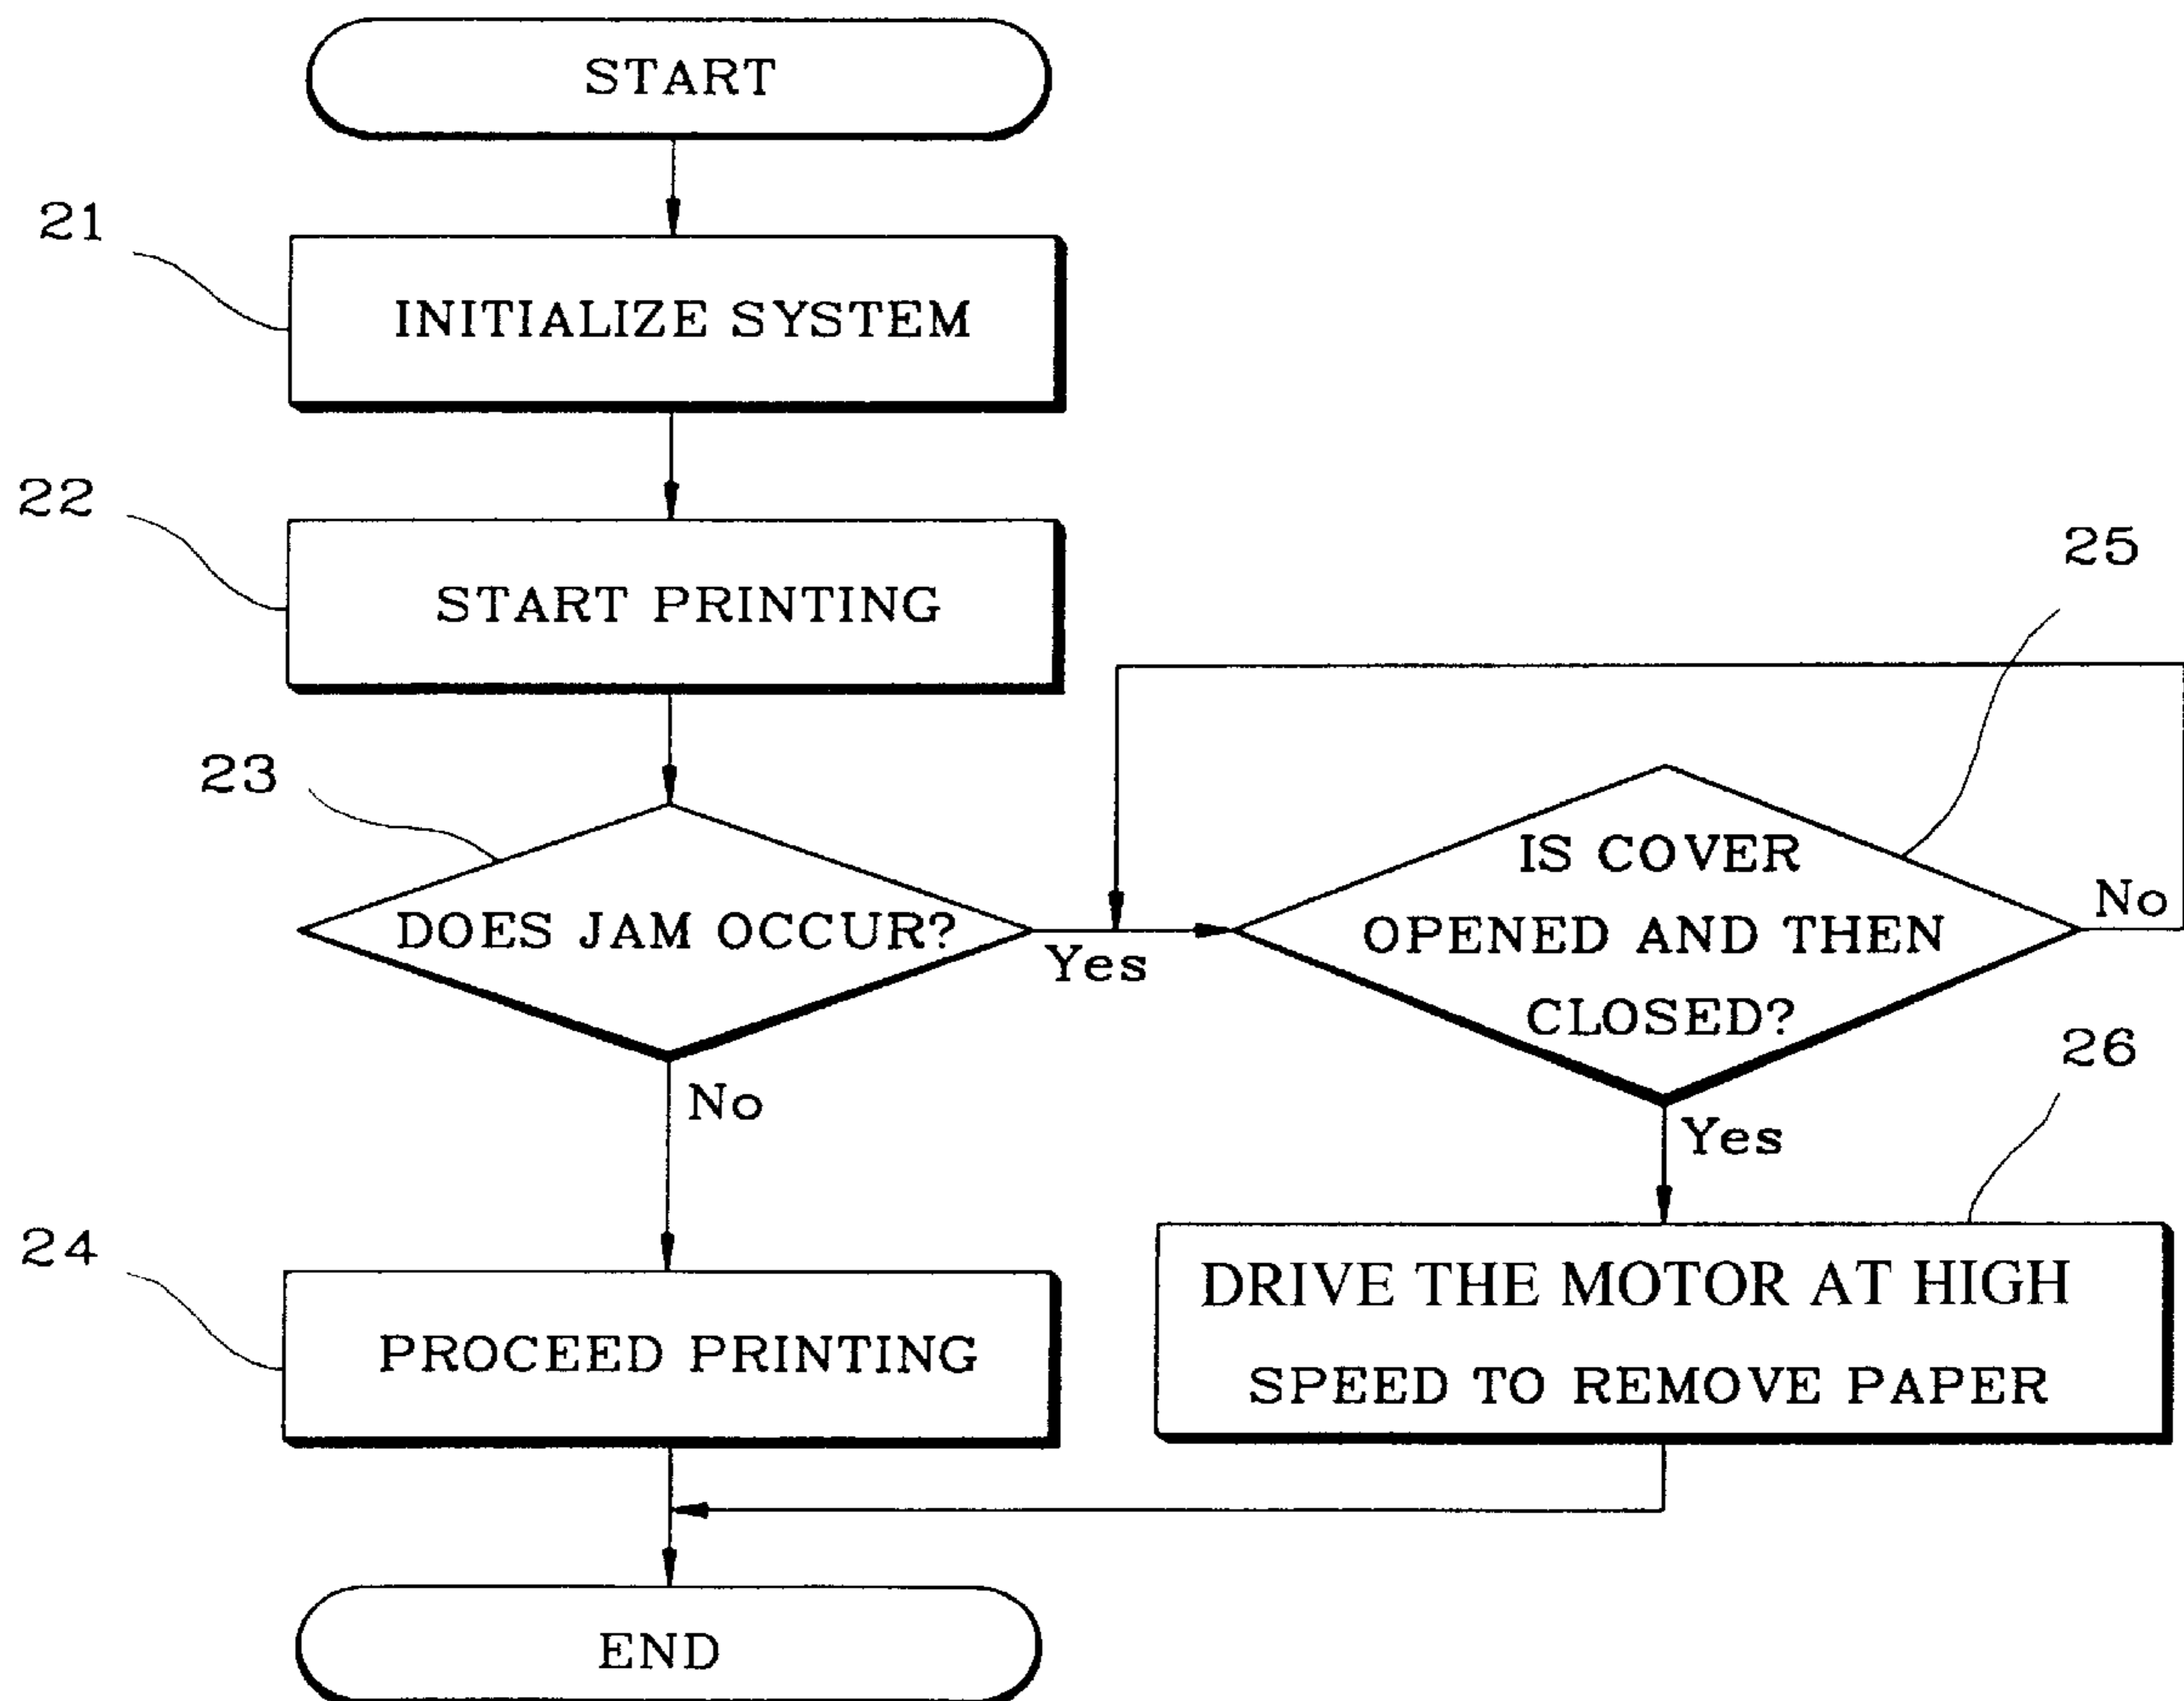 START
21
INITIALIZE SYSTEM
22
START PRINTING
25
23
DOES JAM OCCUR?
Yes
IS COVER
OPENED AND THEN
CLOSED?
No
No
Yes
26
24
PROCEED PRINTING
DRIVE THE MOTOR AT HIGH
SPEED TO REMOVE PAPER
END